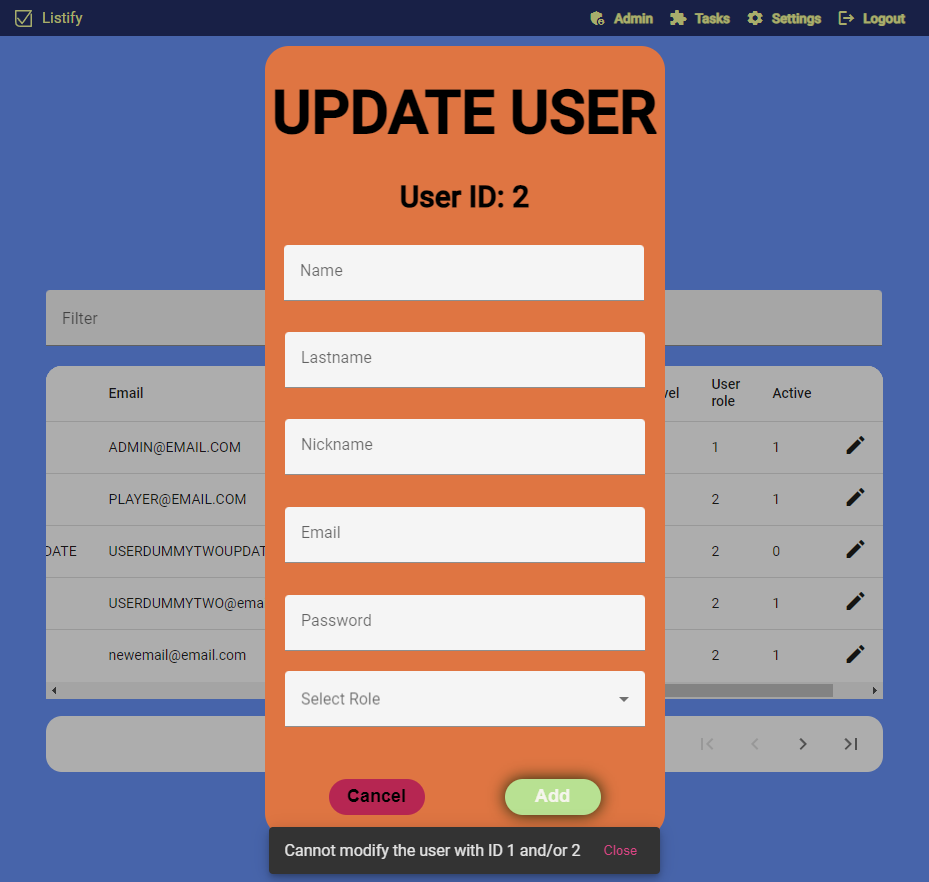 Listify Admin Tasks Settings Logout
UPDATE USER
User ID: 2
Name
Filter
Lastname
Email vel User role Active
Nickname
ADMIN@EMAIL.COM 1 1
PLAYER@EMAIL.COM 2 1
Email
DATE USERDUMMYTWOUPDAT 2 0
USERDUMMYTWO@ema 2 1
Password
newemail@email.com 2 1
Select Role
Cancel Add
Cannot modify the user with ID 1 and/or 2 Close